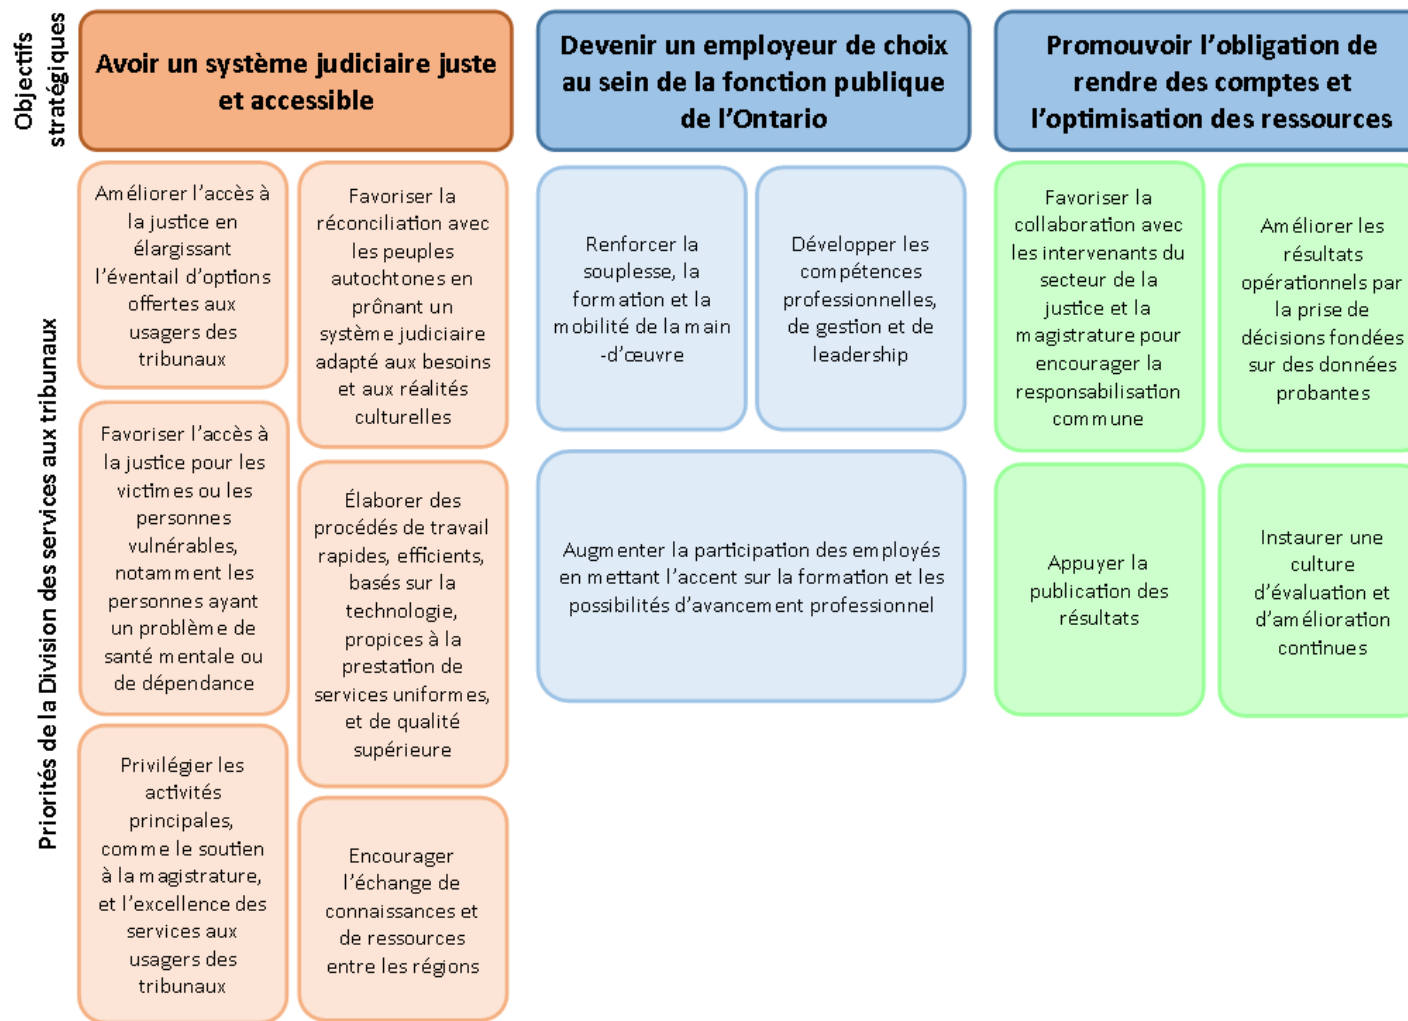 Objectifs
stratégiques
Avoir un système judiciaire juste
et accessible
Devenir un employeur de choix
au sein de la fonction publique
de l’Ontario
Promouvoir l’obligation de
rendre des comptes et
l’optimisation des ressources
Priorités de la Division des services aux tribunaux
Améliorer l’accès à
la justice en
élargissant
l’éventail d’options
offertes aux
usagers des
tribunaux
Favoriser la
réconciliation avec
les peuples
autochtones en
prônant un
système judiciaire
adapté aux besoins
et aux réalités
culturelles
Favoriser l’accès à
la justice pour les
victimes ou les
personnes
vulnérables,
notamment les
personnes ayant
un problème de
santé mentale ou
de dépendance
Élaborer des
procédés de travail
rapides, efficients,
basés sur la
technologie,
propices à la
prestation de
services uniformes,
et de qualité
supérieure
Privilégier les
activités
principales,
comme le soutien
à la magistrature,
et l’excellence des
services aux
usagers des
tribunaux
Encourager
l’échange de
connaissances et
de ressources
entre les régions
Renforcer la
souplesse, la
formation et la
mobilité de la main
-d’œuvre
Développer les
compétences
professionnelles,
de gestion et de
leadership
Augmenter la participation des employés
en mettant l’accent sur la formation et les
possibilités d’avancement professionnel
Favoriser la
collaboration avec
les intervenants du
secteur de la
justice et la
magistrature pour
encourager la
responsabilisation
commune
Améliorer les
résultats
opérationnels par
la prise de
décisions fondées
sur des données
probantes
Appuyer la
publication des
résultats
Instaurer une
culture
d’évaluation et
d’amélioration
continues